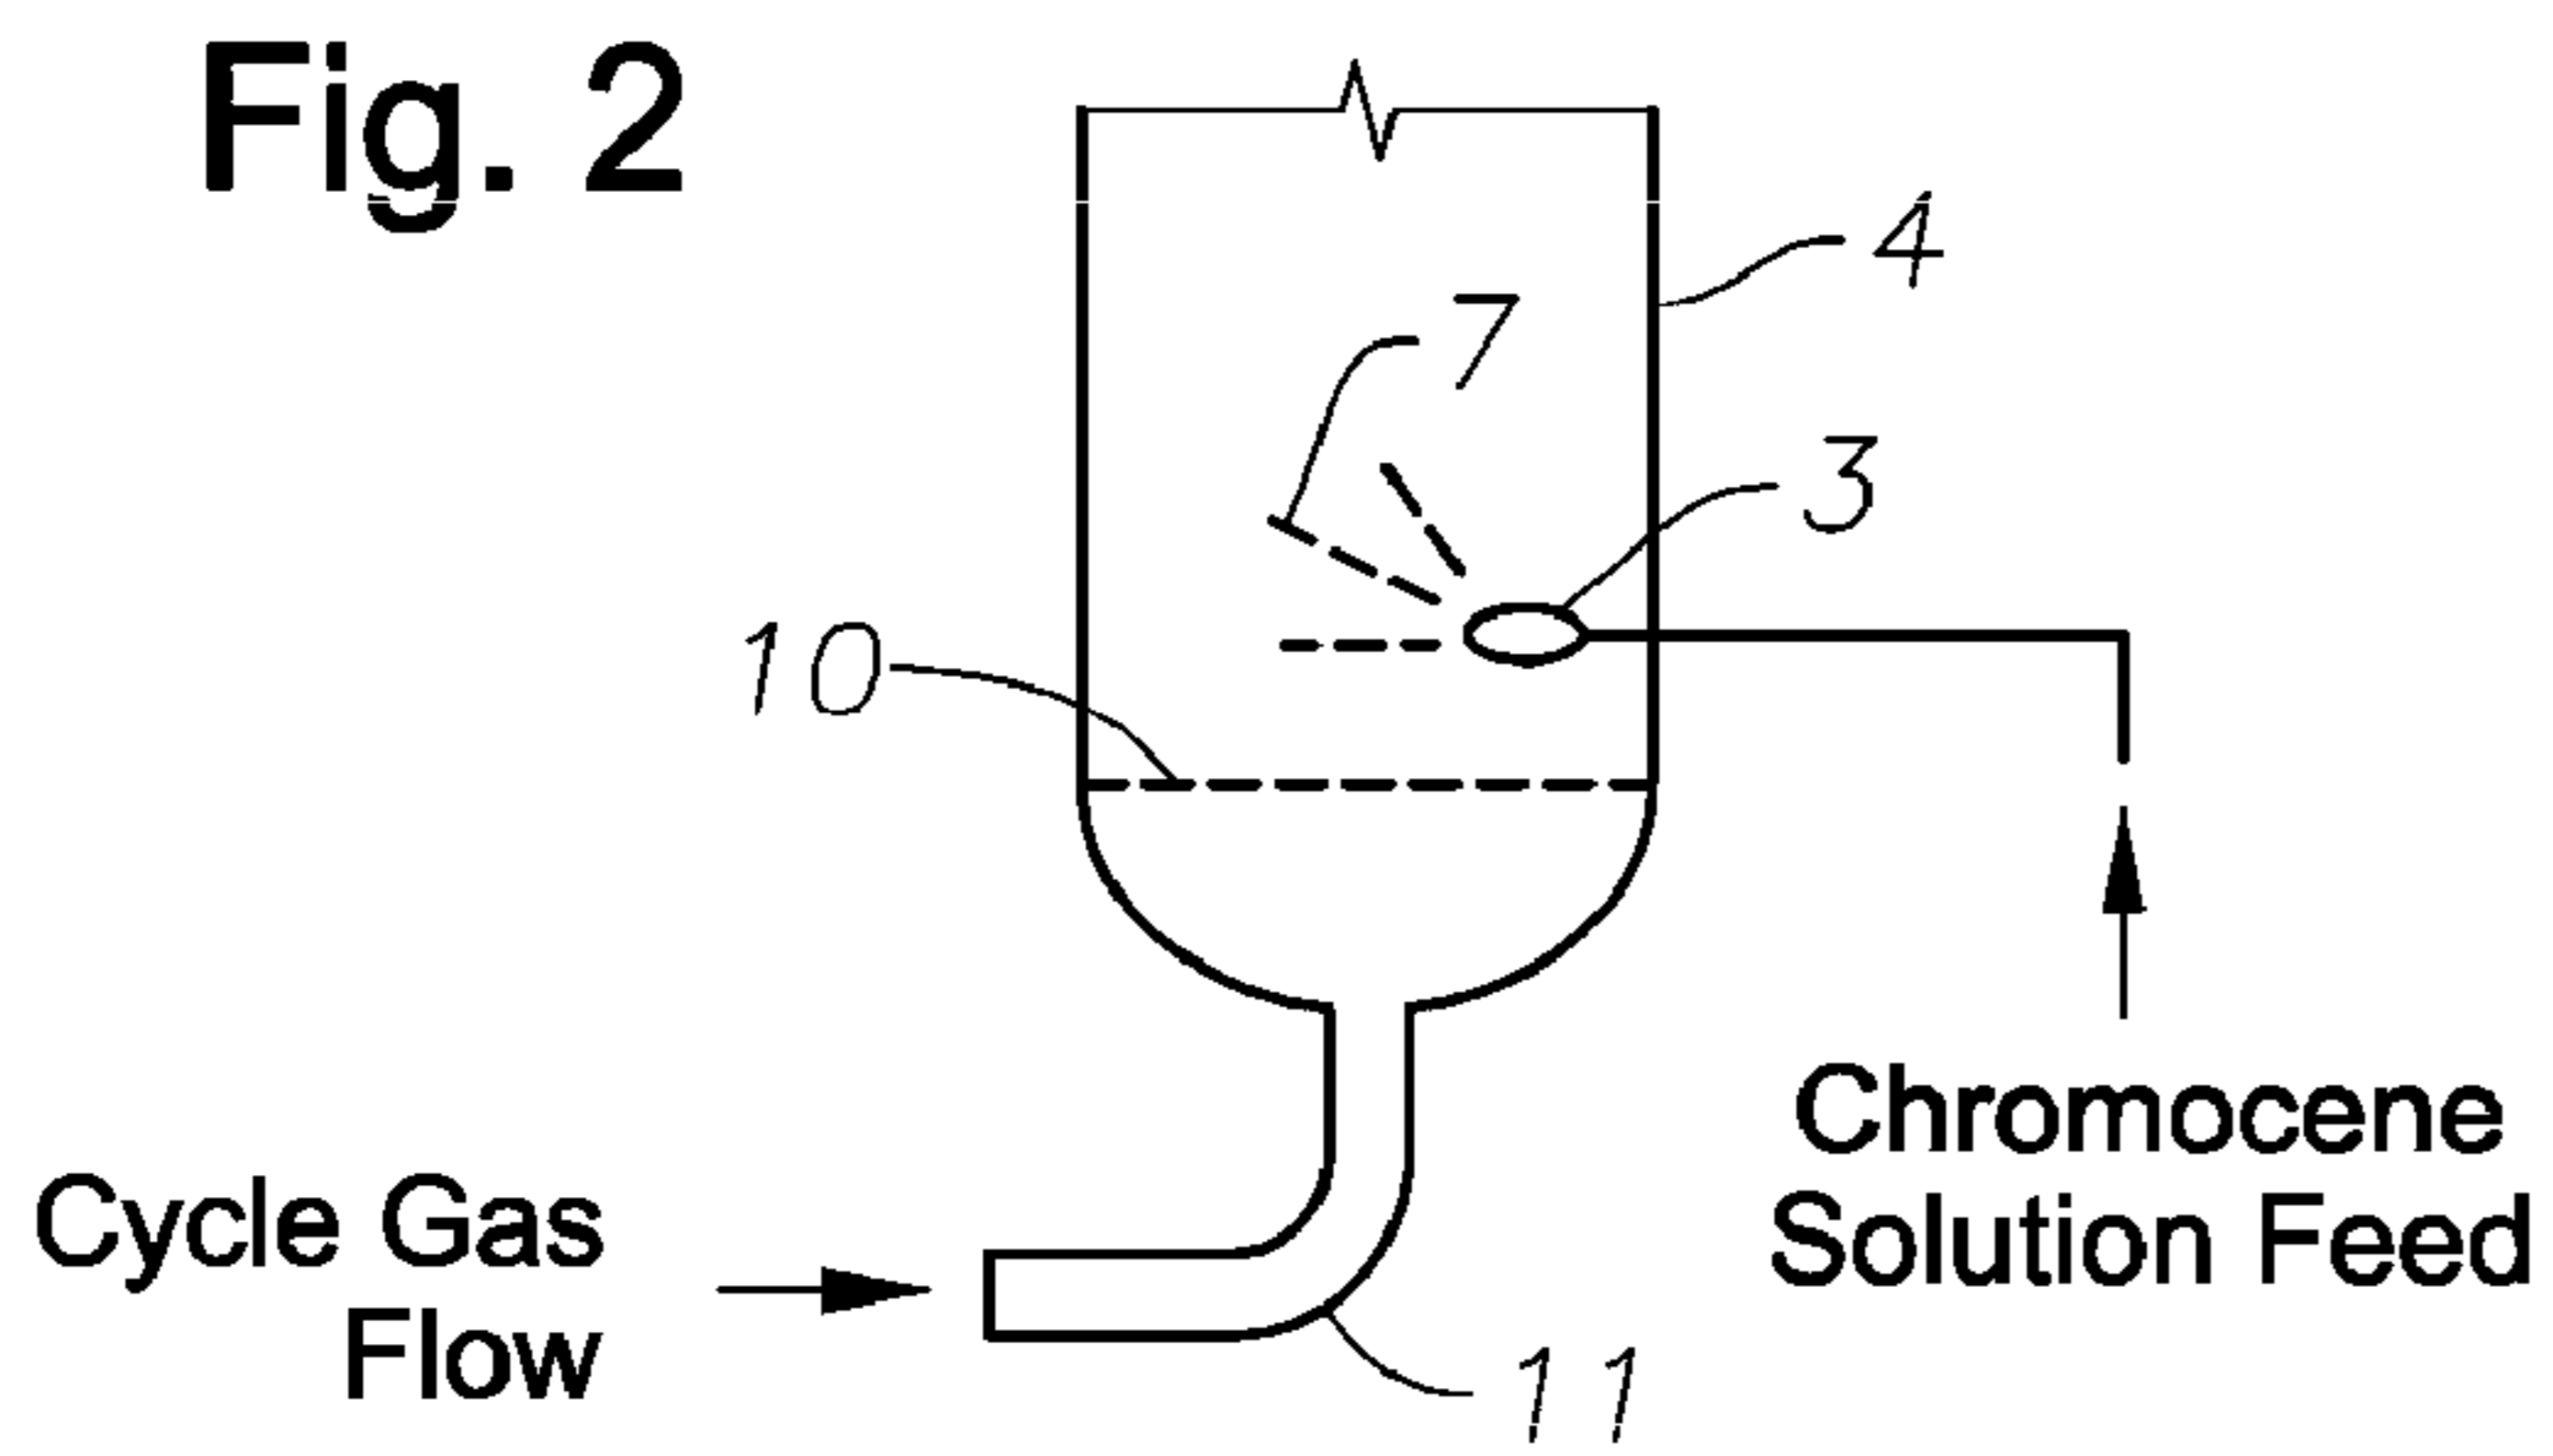 Fig. 2
4
7
3
10
Chromocene
Solution Feed
Cycle Gas
Flow
11